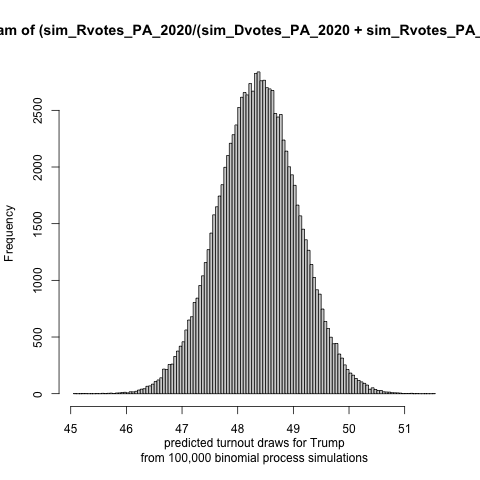 am of (sim_Rvotes_PA_2020/(sim_Dvotes_PA_2020 + sim_Rvotes_PA_
Frequency
2500
2000
1500
1000
500
0
45 46 47 48 49 50 51
predicted turnout draws for Trump
from 100,000 binomial process simulations